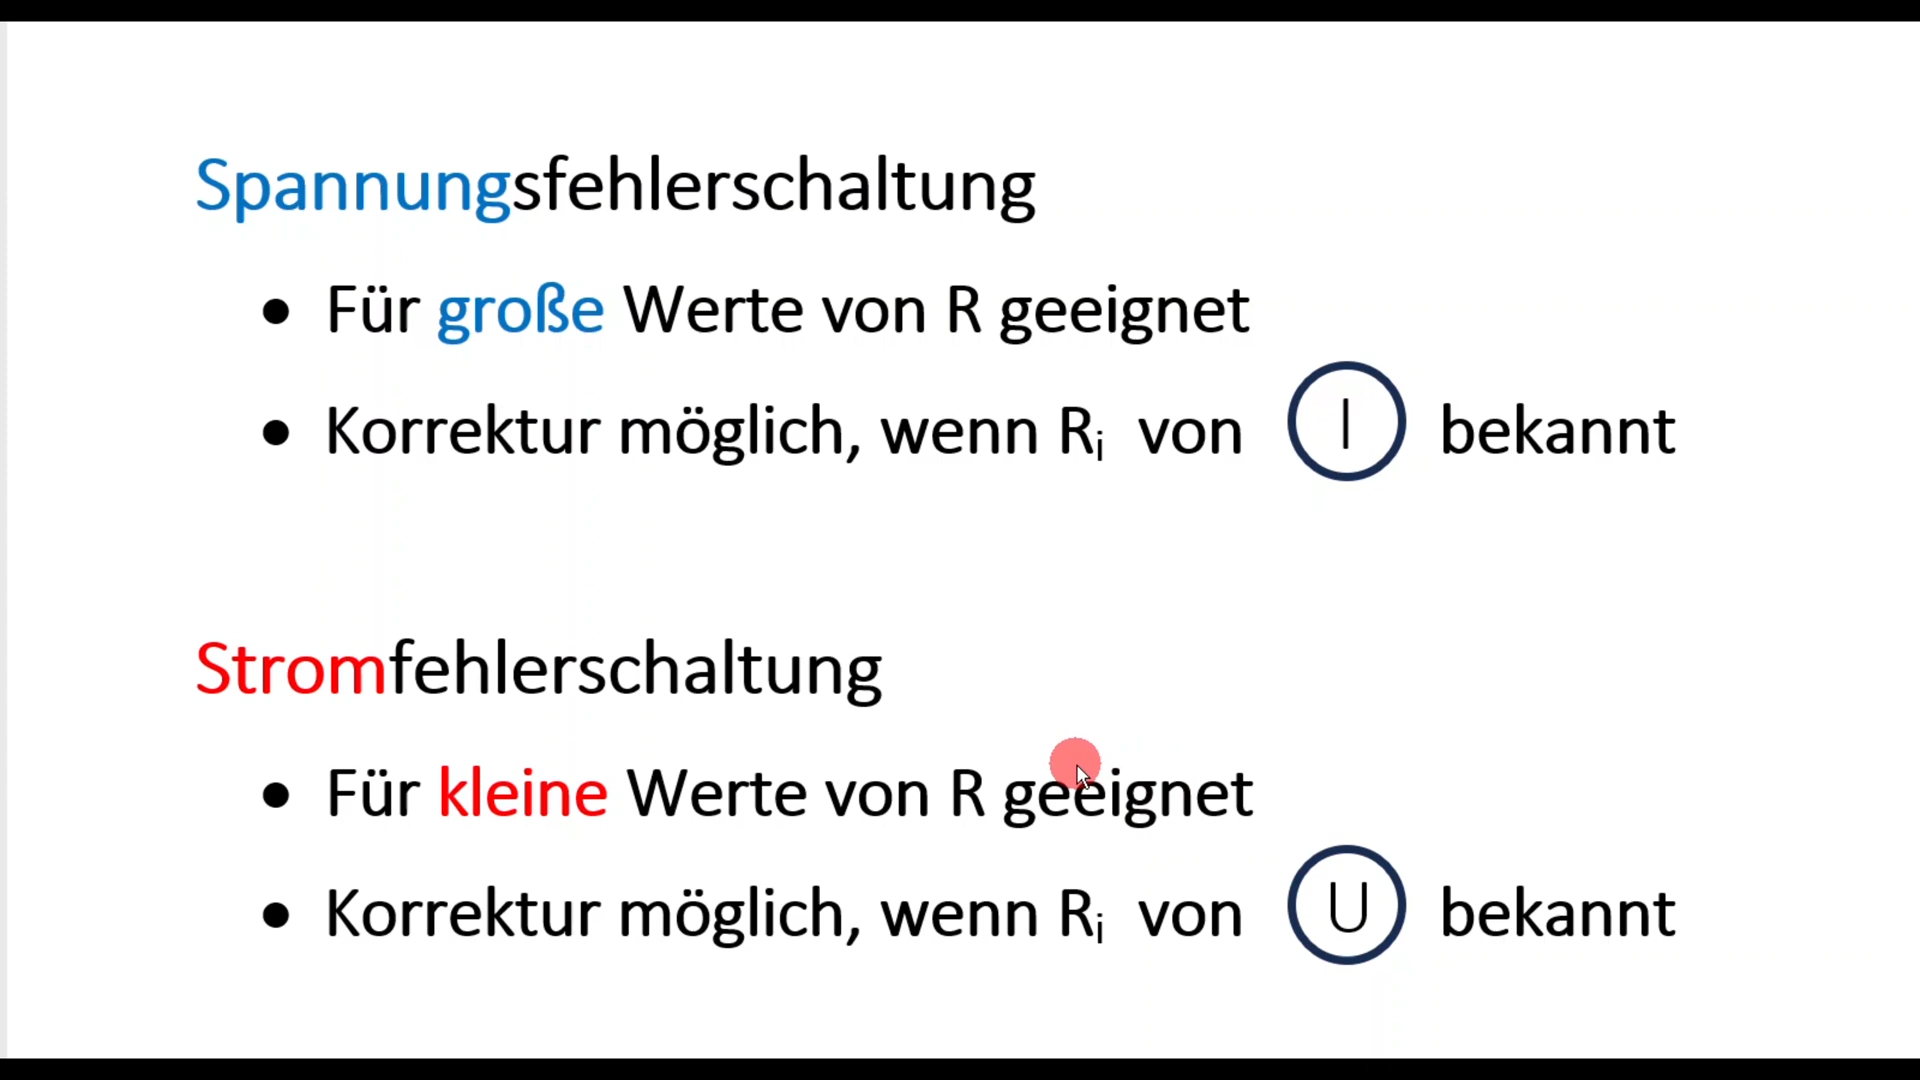 Spannungsfehlerschaltung
• Für große Werte von R geeignet
• Korrektur möglich, wenn Rᵢ von I bekannt
Stromfehlerschaltung
• Für kleine Werte von R geeignet
• Korrektur möglich, wenn Rᵢ von U bekannt